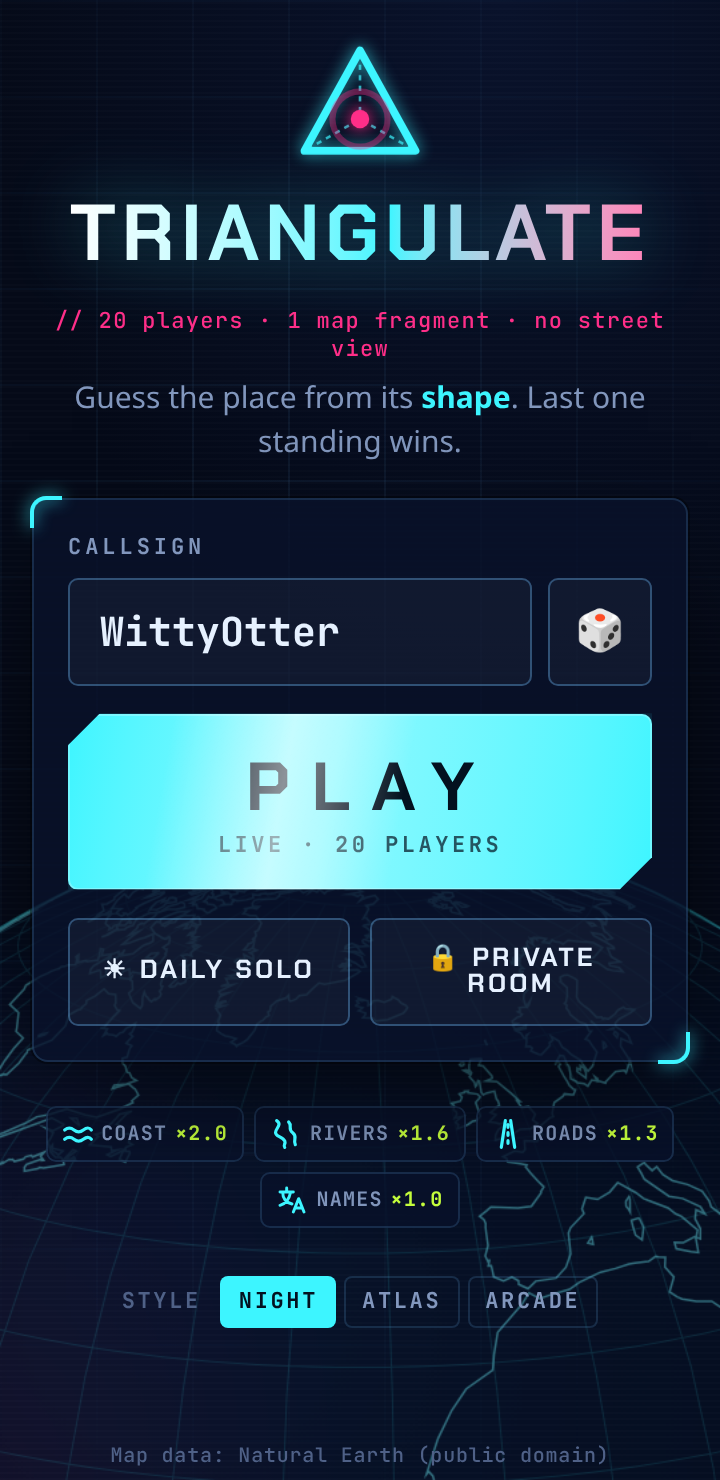 TRIANGULATE
// 20 players · 1 map fragment · no street
view
Guess the place from its shape. Last one
standing wins.
CALLSIGN
WittyOtter
PLAY
LIVE · 20 PLAYERS
☀ DAILY SOLO
🔒 PRIVATE
ROOM
COAST ×2.0
RIVERS ×1.6
ROADS ×1.3
NAMES ×1.0
STYLE
NIGHT
ATLAS
ARCADE
Map data: Natural Earth (public domain)